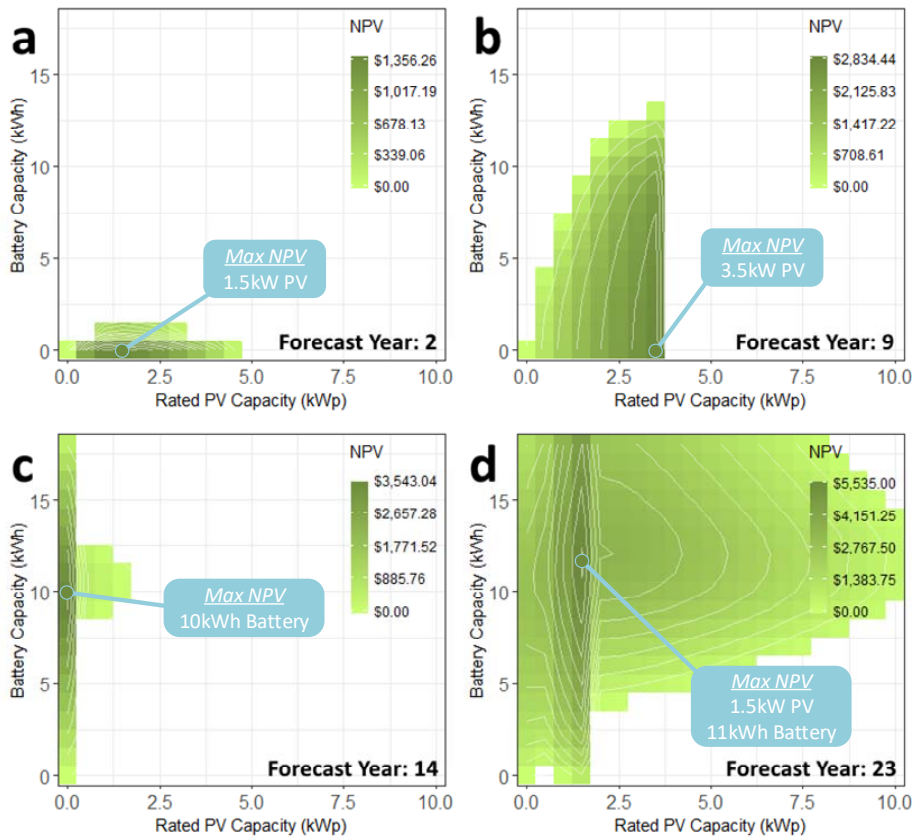 a
NPV
$1,356.26
$1,017.19
$678.13
$339.06
$0.00
15
10
5
0
Battery Capacity (kWh)
Max NPV
1.5kW PV
Forecast Year: 2
0.0 2.5 5.0 7.5 10.0
Rated PV Capacity (kWp)
b
NPV
$2,834.44
$2,125.83
$1,417.22
$708.61
$0.00
15
10
5
0
Battery Capacity (kWh)
Max NPV
3.5kW PV
Forecast Year: 9
0.0 2.5 5.0 7.5 10.0
Rated PV Capacity (kWp)
c
NPV
$3,543.04
$2,657.28
$1,771.52
$885.76
$0.00
15
10
5
0
Battery Capacity (kWh)
Max NPV
10kWh Battery
Forecast Year: 14
0.0 2.5 5.0 7.5 10.0
Rated PV Capacity (kWp)
d
NPV
$5,535.00
$4,151.25
$2,767.50
$1,383.75
$0.00
15
10
5
0
Battery Capacity (kWh)
Max NPV
1.5kW PV
11kWh Battery
Forecast Year: 23
0.0 2.5 5.0 7.5 10.0
Rated PV Capacity (kWp)